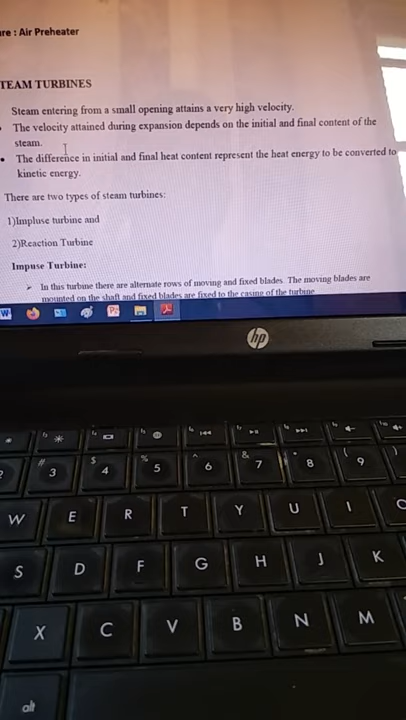 re : Air Preheater
TEAM TURBINES
Steam entering from a small opening attains a very high velocity.
The velocity attained during expansion depends on the initial and final content of the
steam.
• The difference in initial and final heat content represent the heat energy to be converted to
kinetic energy.
There are two types of steam turbines:
1)Impluse turbine and
2)Reaction Turbine
Impuse Turbine:
➢ In this turbine there are alternate rows of moving and fixed blades. The moving blades are
mounted on the shaft and fixed blades are fixed to the casing of the turbine
hp
# $ % ^ & * ( )
3 4 5 6 7 8 9
W E R T Y U I
S D F G H J K
X C V B N M
alt